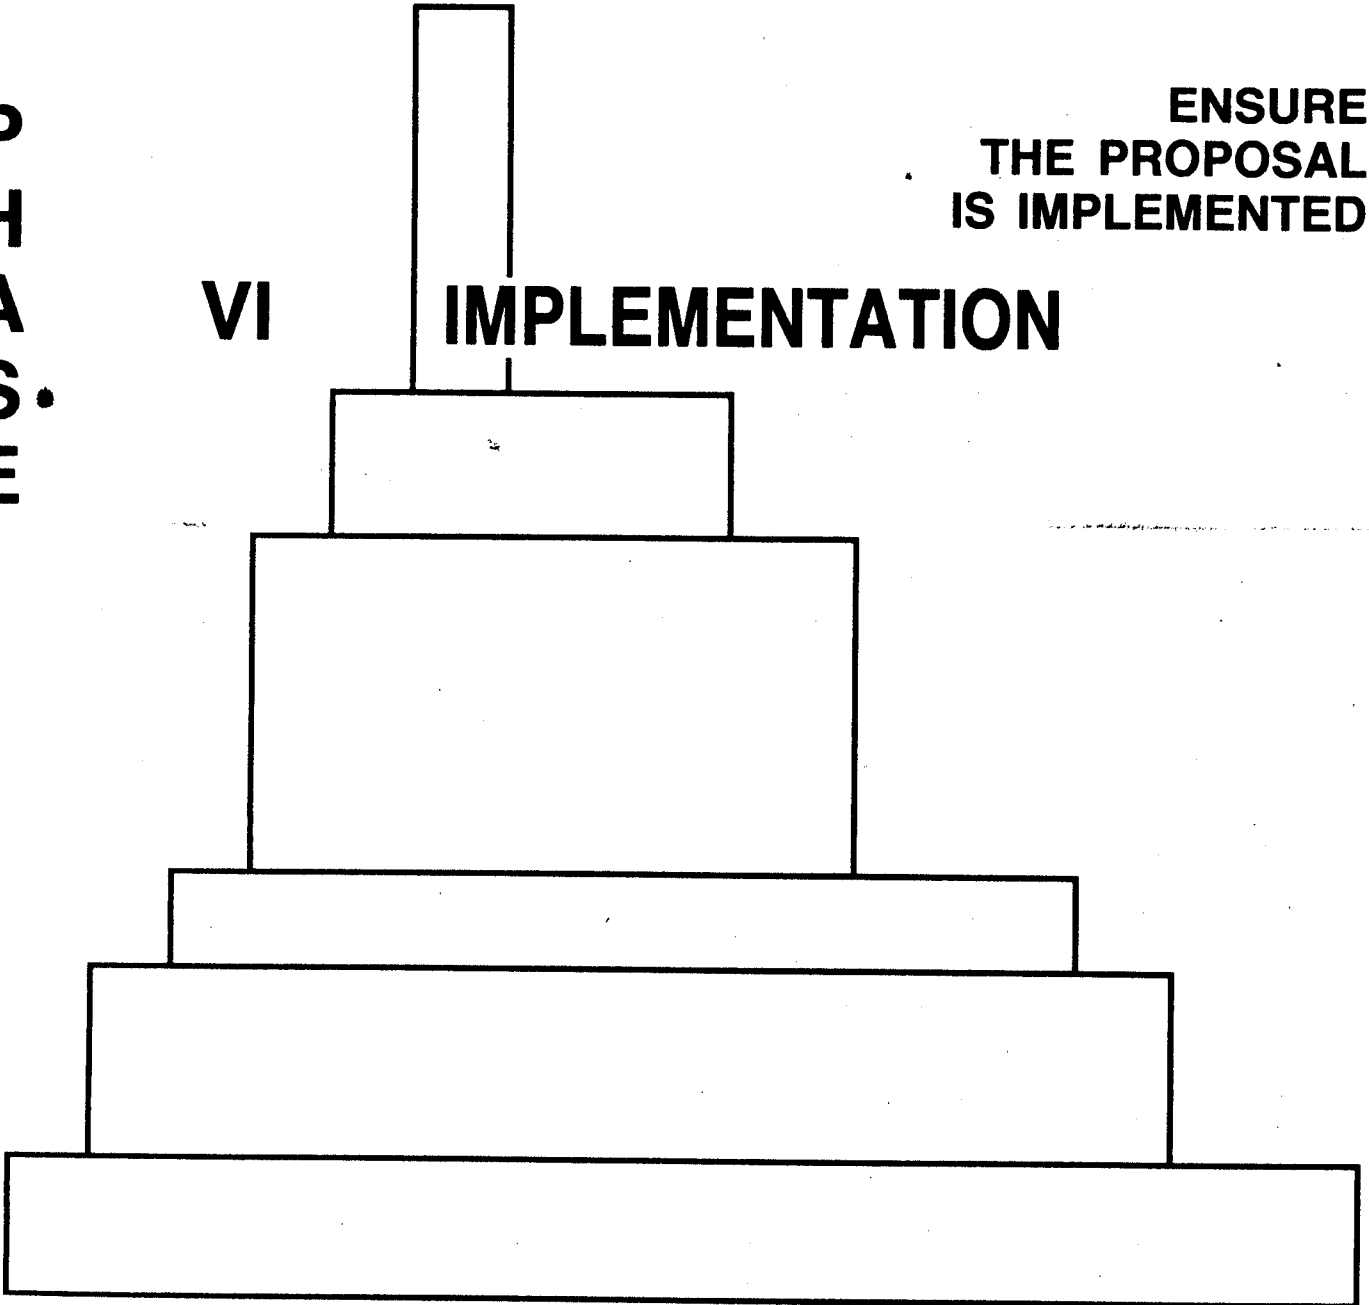 ENSURE
THE PROPOSAL
IS IMPLEMENTED
P
H
A
S
E
VI IMPLEMENTATION